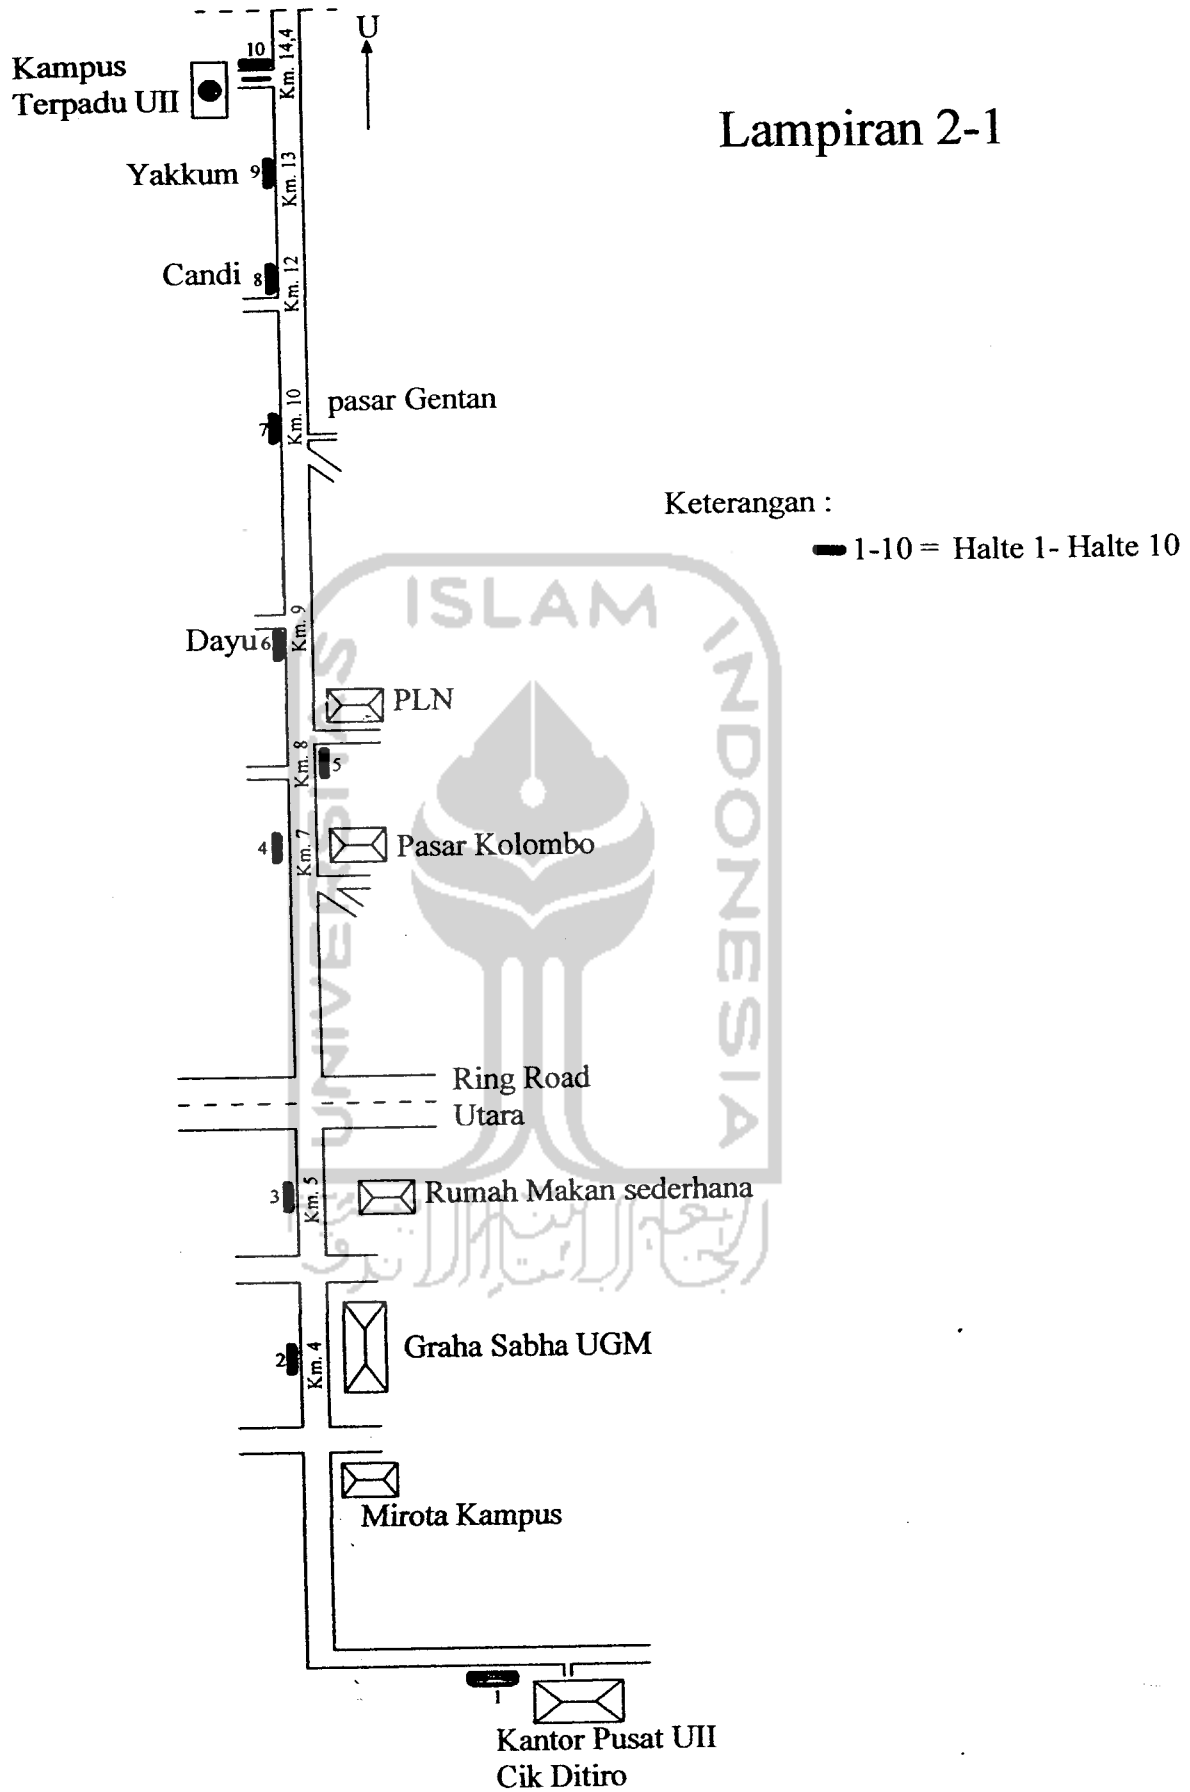 U
10
Km. 14,4
Kampus
Terpadu UII
Lampiran 2-1
Yakkum
9
Km. 13
Candi
8
Km. 12
pasar Gentan
7
Km. 10
Keterangan :
1-10 = Halte 1- Halte 10
ISLAM
UNIVERSITAS
INDONESIA
Dayu
6
Km. 9
PLN
Km. 8
5
4
Km. 7
Pasar Kolombo
Ring Road
Utara
3
Km. 5
Rumah Makan sederhana
2
Km. 4
Graha Sabha UGM
Mirota Kampus
1
Kantor Pusat UII
Cik Ditiro